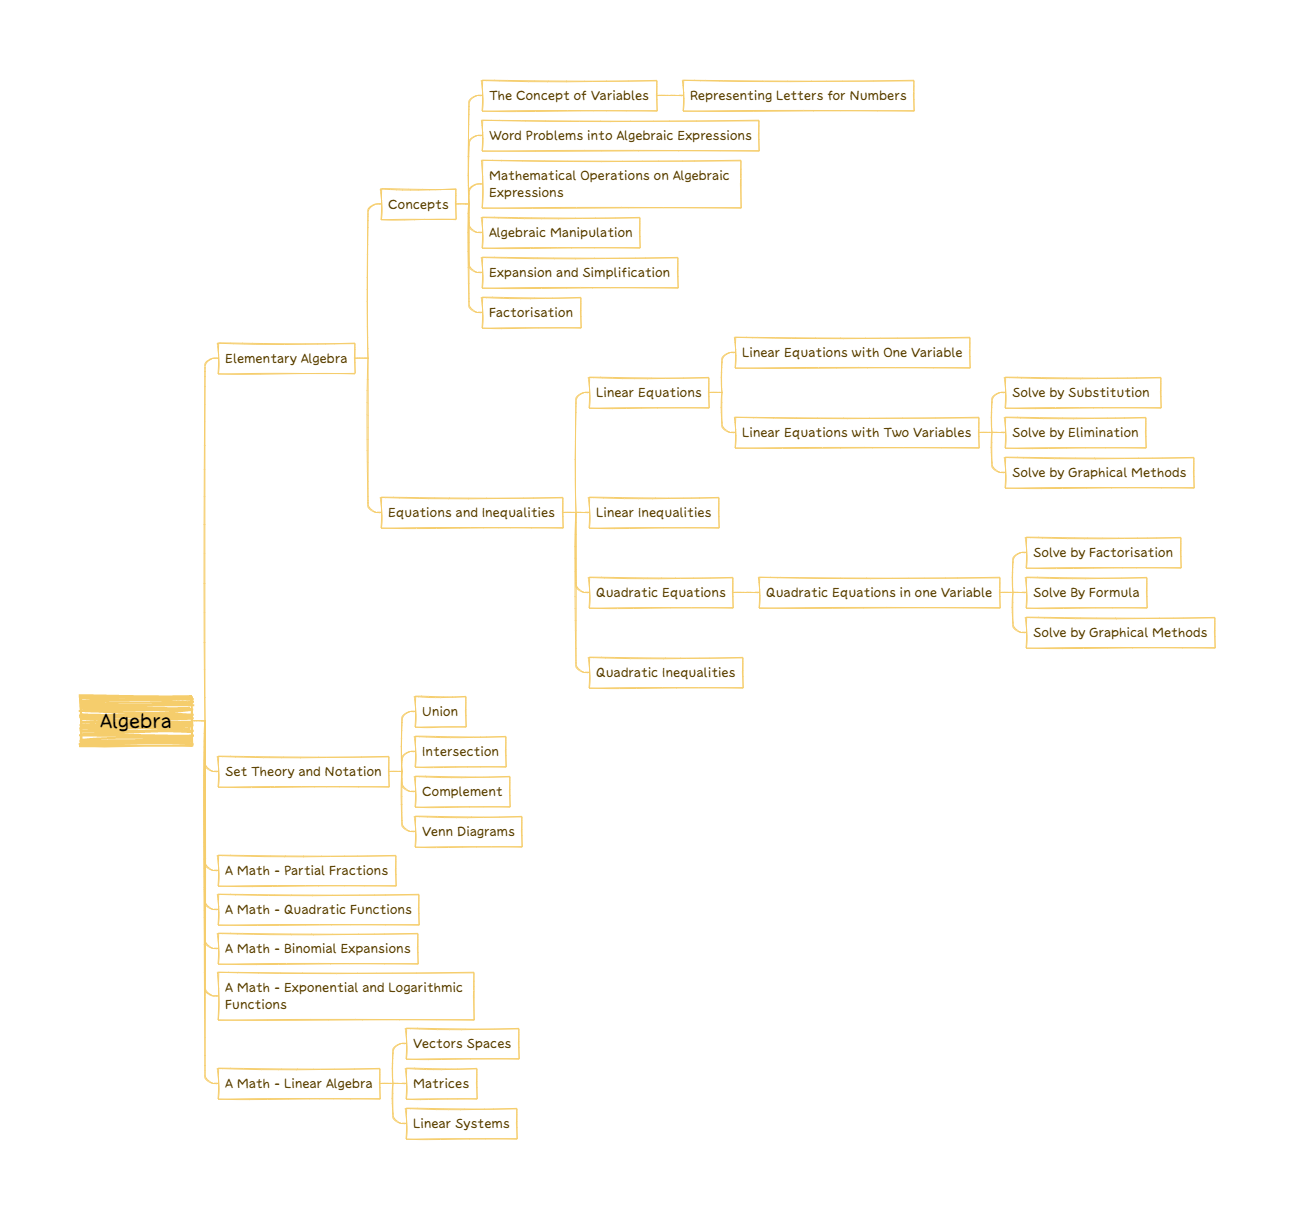 The Concept of Variables
Representing Letters for Numbers
Word Problems into Algebraic Expressions
Mathematical Operations on Algebraic
Expressions
Concepts
Algebraic Manipulation
Expansion and Simplification
Factorisation
Elementary Algebra
Linear Equations with One Variable
Linear Equations
Solve by Substitution
Linear Equations with Two Variables
Solve by Elimination
Solve by Graphical Methods
Equations and Inequalities
Linear Inequalities
Solve by Factorisation
Quadratic Equations
Quadratic Equations in one Variable
Solve By Formula
Solve by Graphical Methods
Quadratic Inequalities
Algebra
Union
Intersection
Set Theory and Notation
Complement
Venn Diagrams
A Math - Partial Fractions
A Math - Quadratic Functions
A Math - Binomial Expansions
A Math - Exponential and Logarithmic
Functions
Vectors Spaces
A Math - Linear Algebra
Matrices
Linear Systems